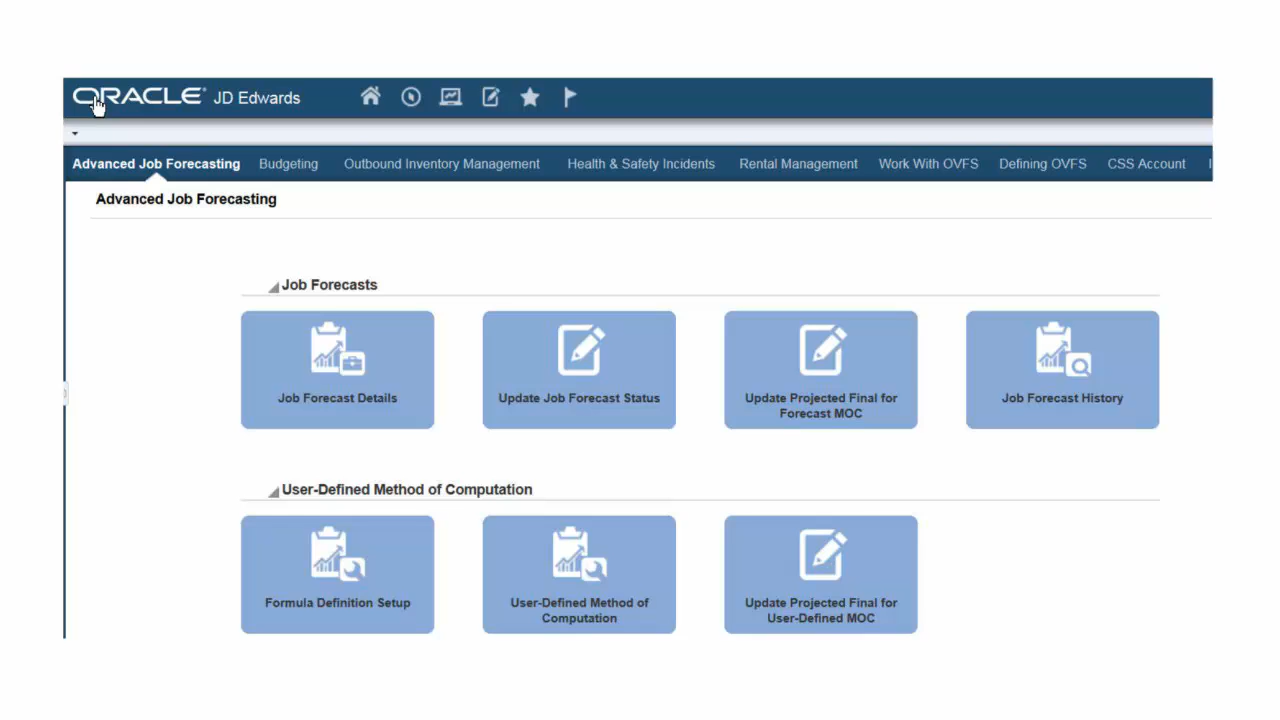 ORACLE® JD Edwards
Advanced Job Forecasting Budgeting Outbound Inventory Management Health & Safety Incidents Rental Management Work With OVFS Defining OVFS CSS Account
Advanced Job Forecasting
Job Forecasts
Job Forecast Details
Update Job Forecast Status
Update Projected Final for
Forecast MOC
Job Forecast History
User-Defined Method of Computation
Formula Definition Setup
User-Defined Method of
Computation
Update Projected Final for
User-Defined MOC